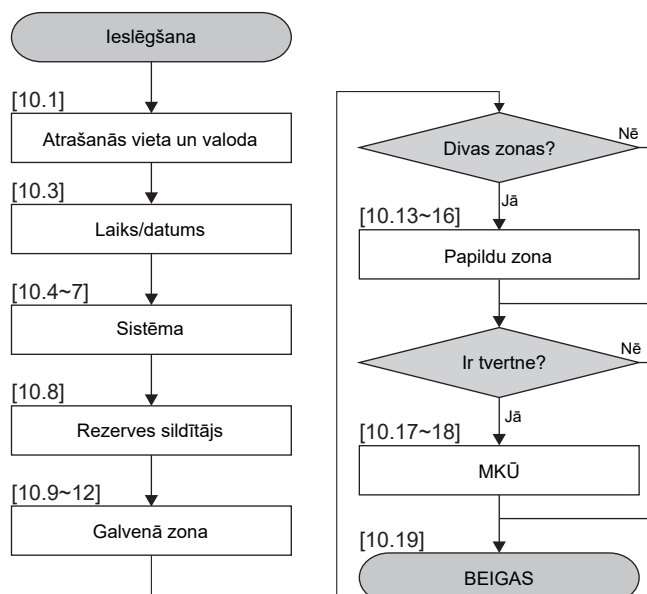 Ieslēgšana
[10.1]
Atrašanās vieta un valoda
[10.3]
Laiks/datums
[10.4~7]
Sistēma
[10.8]
Rezerves sildītājs
[10.9~12]
Galvenā zona
Divas zonas?
Nē
Jā
[10.13~16]
Papildu zona
Ir tvertne?
Nē
Jā
[10.17~18]
MKŪ
[10.19]
BEIGAS